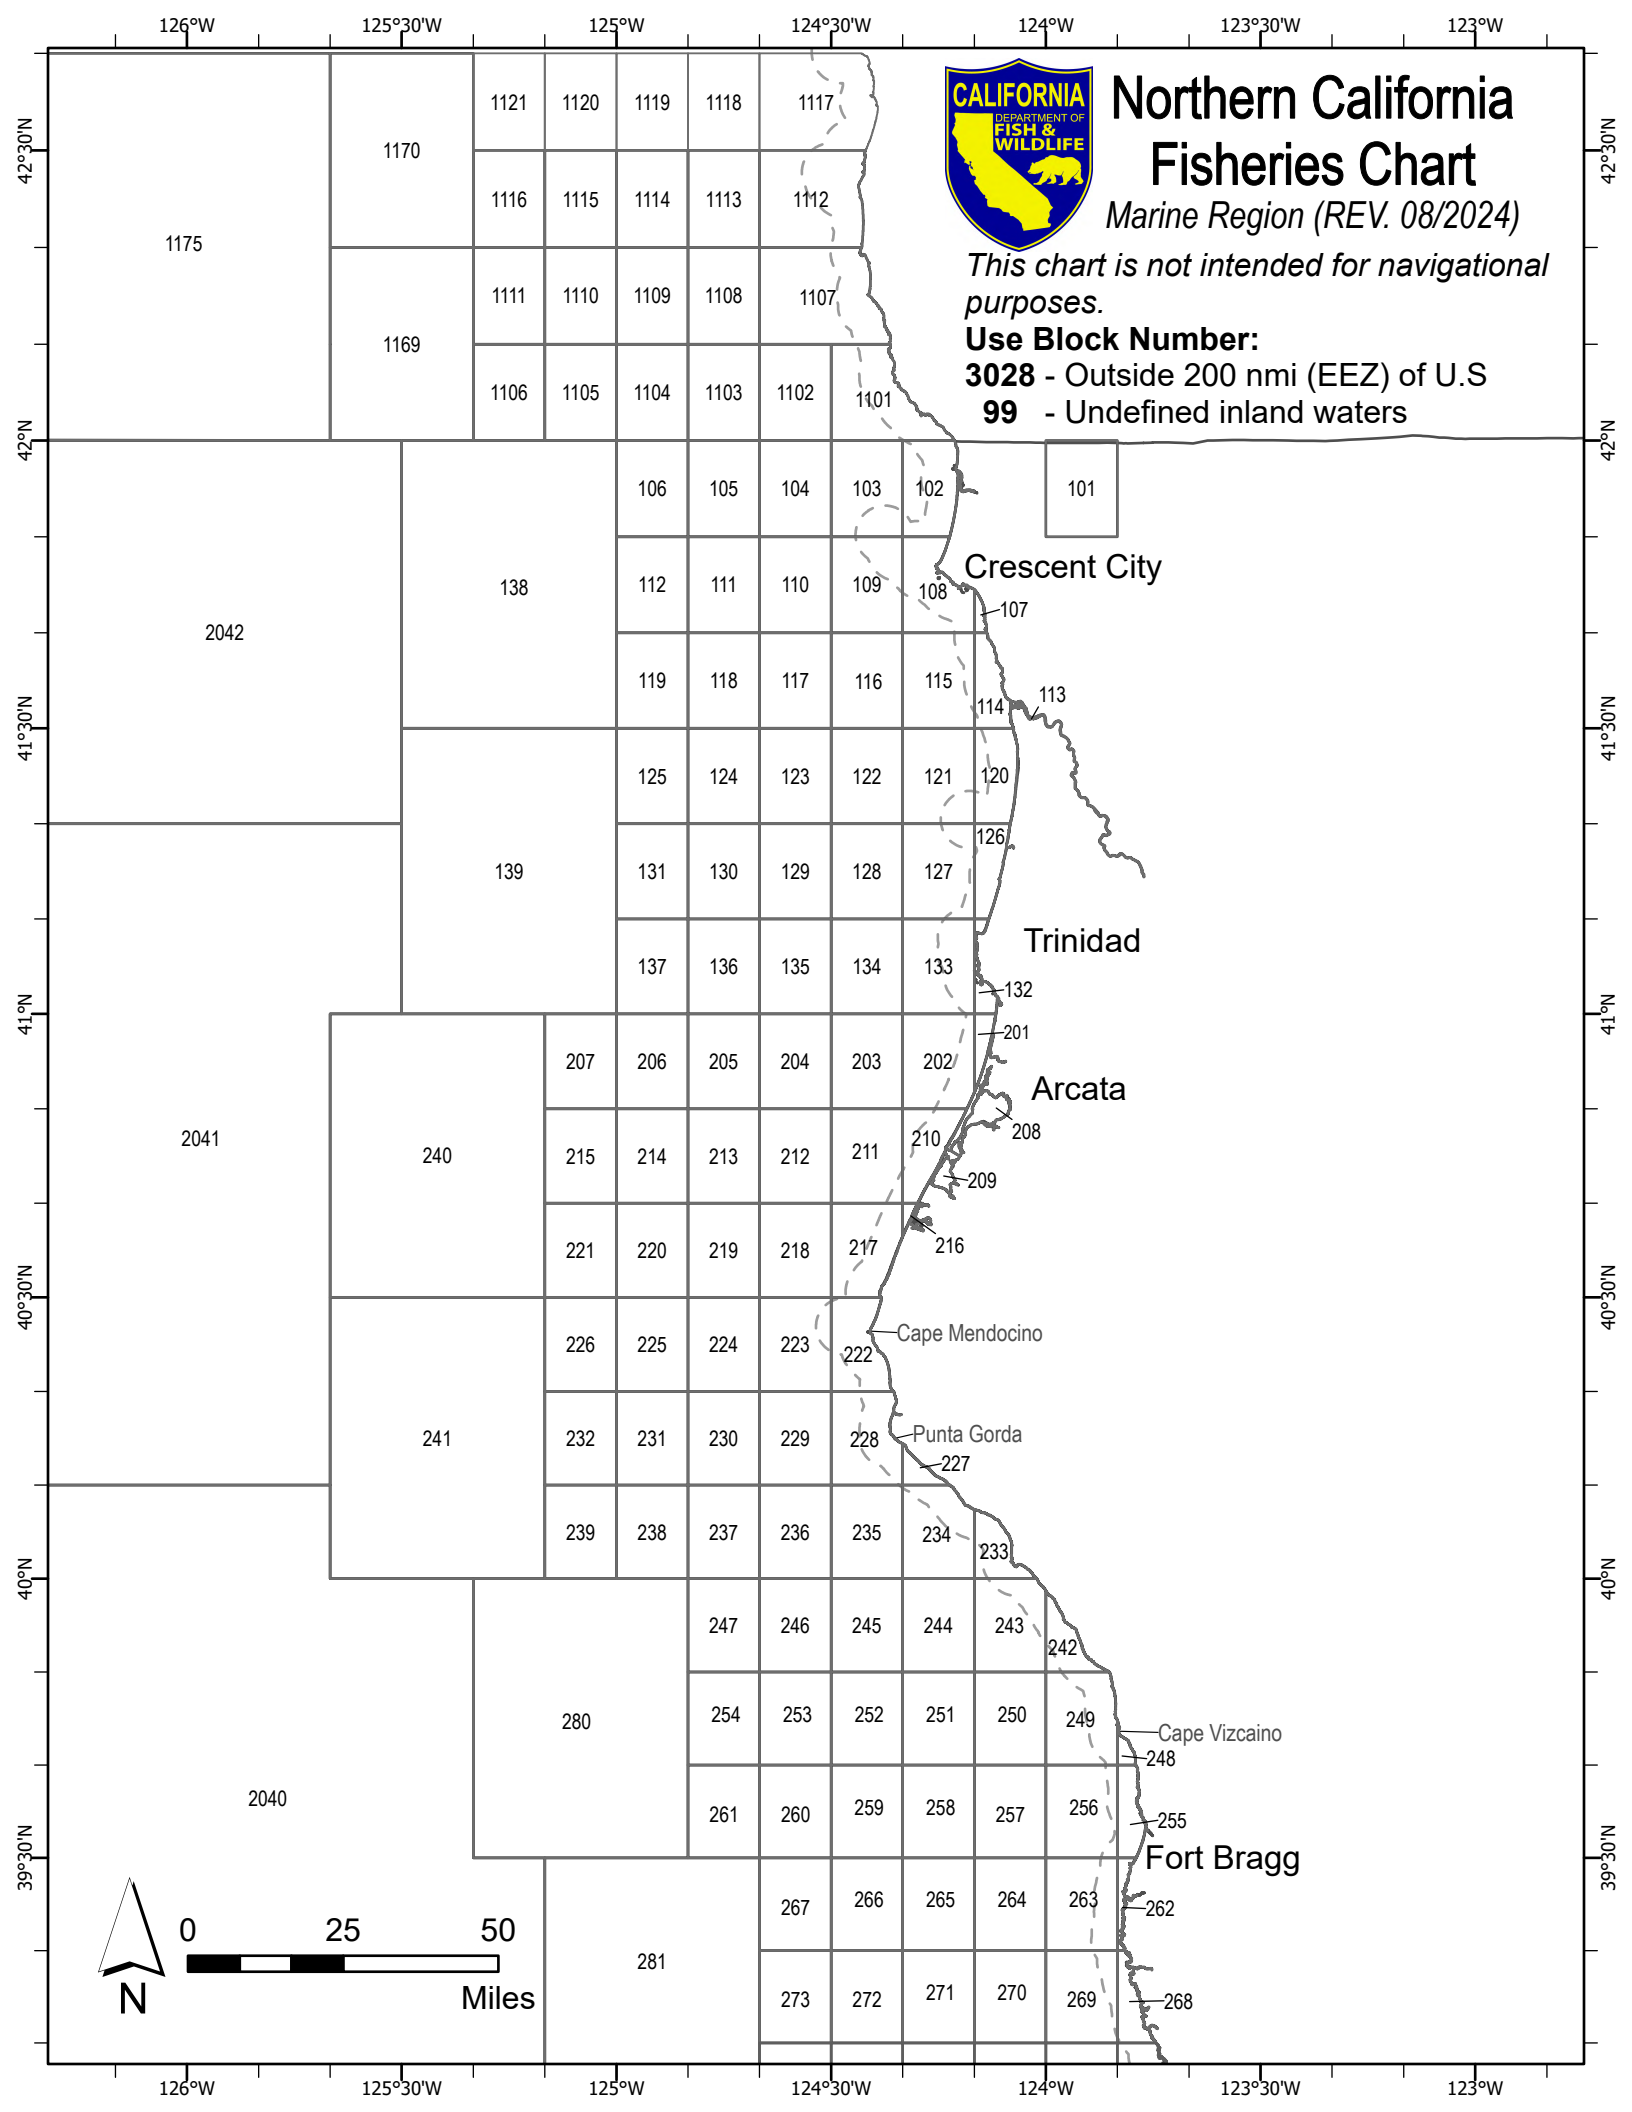 126°W 125°30'W 125°W 124°30'W 124°W 123°30'W 123°W
CALIFORNIA
DEPARTMENT OF
FISH &
WILDLIFE
Northern California
Fisheries Chart
Marine Region (REV. 08/2024)
This chart is not intended for navigational
purposes.
Use Block Number:
3028 - Outside 200 nmi (EEZ) of U.S
99 - Undefined inland waters
1121 1120 1119 1118 1117
42°30'N 1170 42°30'N
1116 1115 1114 1113 1112
1175
1111 1110 1109 1108 1107
1169
1106 1105 1104 1103 1102 1101
42°N 42°N
106 105 104 103 102 101
Crescent City
138 112 111 110 109 108
107
2042
119 118 117 116 115
114 113
41°30'N 41°30'N
125 124 123 122 121 120
126
139 131 130 129 128 127
Trinidad
137 136 135 134 133
132
41°N 41°N
201
207 206 205 204 203 202
Arcata
208
2041 240 215 214 213 212 211 210
209
221 220 219 218 217 216
40°30'N 40°30'N
Cape Mendocino
226 225 224 223 222
241 232 231 230 229 228 Punta Gorda
227
239 238 237 236 235 234
233
40°N 40°N
247 246 245 244 243
242
280 254 253 252 251 250 249
Cape Vizcaino
248
2040 261 260 259 258 257 256
255
39°30'N Fort Bragg 39°30'N
267 266 265 264 263 262
0 25 50
Miles
N
281
273 272 271 270 269 268
126°W 125°30'W 125°W 124°30'W 124°W 123°30'W 123°W